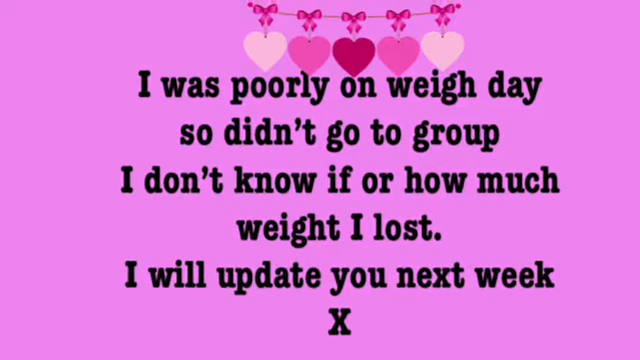 I was poorly on weigh day
so didn't go to group
I don't know if or how much
weight I lost.
I will update you next week
X